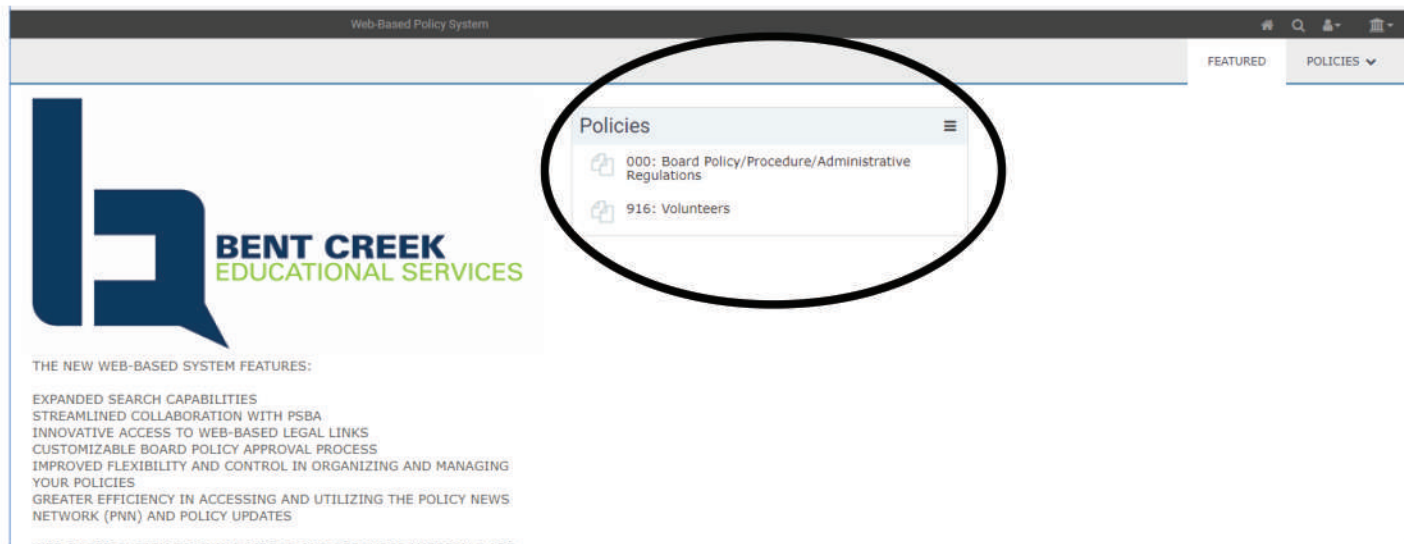 Web-Based Policy System
FEATURED
POLICIES
Policies
000: Board Policy/Procedure/Administrative
Regulations
916: Volunteers
BENT CREEK
EDUCATIONAL SERVICES
THE NEW WEB-BASED SYSTEM FEATURES:
EXPANDED SEARCH CAPABILITIES
STREAMLINED COLLABORATION WITH PSBA
INNOVATIVE ACCESS TO WEB-BASED LEGAL LINKS
CUSTOMIZABLE BOARD POLICY APPROVAL PROCESS
IMPROVED FLEXIBILITY AND CONTROL IN ORGANIZING AND MANAGING
YOUR POLICIES
GREATER EFFICIENCY IN ACCESSING AND UTILIZING THE POLICY NEWS
NETWORK (PNN) AND POLICY UPDATES